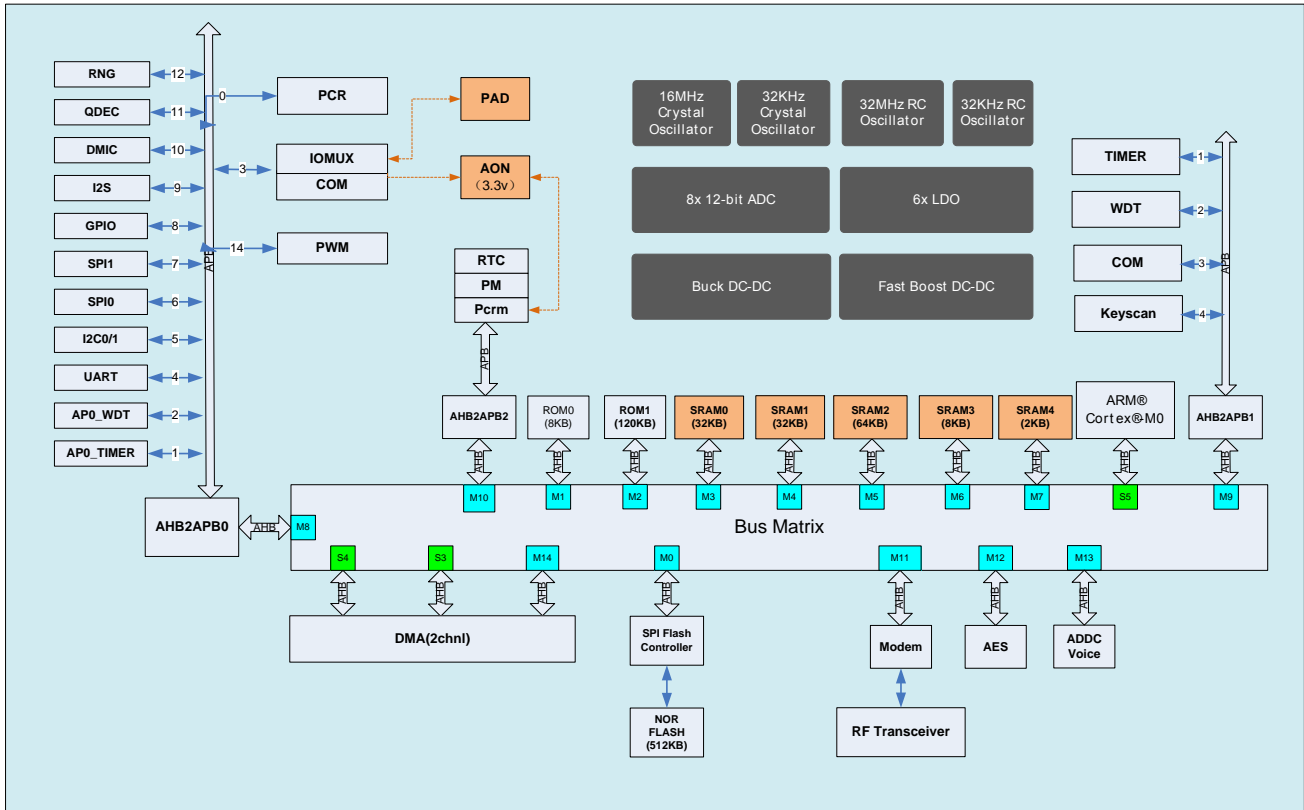 RNG
12
QDEC
11
DMIC
10
I2S
9
GPIO
8
SPI1
7
SPI0
6
I2C0/1
5
UART
4
AP0_WDT
2
AP0_TIMER
1
APB
0
PCR
3
IOMUX
COM
14
PWM
PAD
AON
（3.3v）
RTC
PM
Pcrm
APB
16MHz
Crystal
Oscillator
32KHz
Crystal
Oscillator
32MHz RC
Oscillator
32KHz RC
Oscillator
8x 12-bit ADC
6x LDO
Buck DC-DC
Fast Boost DC-DC
TIMER
1
WDT
2
COM
3
Keyscan
4
APB
AHB2APB2
ROM0
(8KB)
ROM1
(120KB)
SRAM0
(32KB)
SRAM1
(32KB)
SRAM2
(64KB)
SRAM3
(8KB)
SRAM4
(2KB)
ARM®
Cortex®-M0
AHB2APB1
AHB
AHB
AHB
AHB
AHB
AHB
AHB
AHB
AHB
AHB
M10
M1
M2
M3
M4
M5
M6
M7
S5
M9
AHB2APB0
AHB
M8
Bus Matrix
S4
S3
M14
M0
M11
M12
M13
AHB
AHB
AHB
AHB
AHB
AHB
AHB
DMA(2chnl)
SPI Flash
Controller
Modem
AES
ADDC
Voice
NOR
FLASH
(512KB)
RF Transceiver